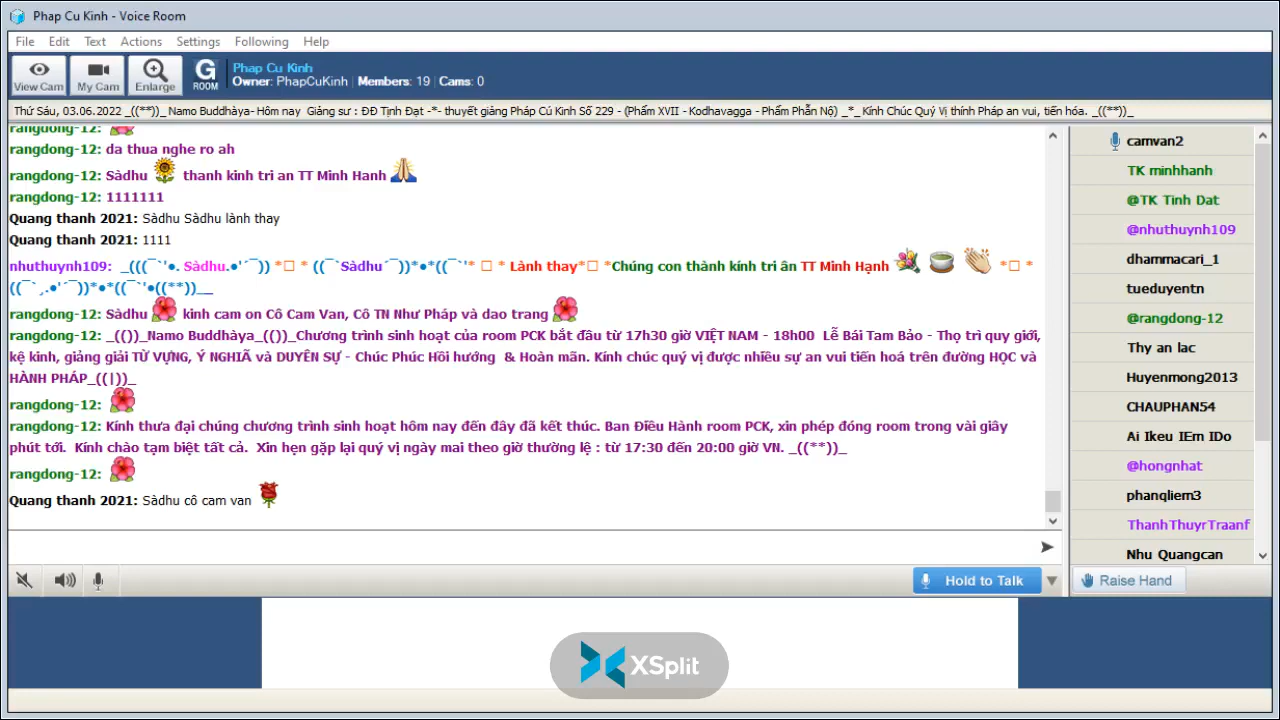 Phap Cu Kinh - Voice Room
File Edit Text Actions Settings Following Help
View Cam My Cam Enlarge G ROOM
Phap Cu Kinh
Owner: PhapCuKinh | Members: 19 | Cams: 0
Thứ Sáu, 03.06.2022 _((**))_ Namo Buddhàya- Hôm nay Giảng sư : ĐĐ Tịnh Đạt -*- thuyết giảng Pháp Cú Kinh Số 229 - (Phẩm XVII - Kodhavagga - Phẩm Phẫn Nộ) _*_ Kính Chúc Quý Vị thính Pháp an vui, tiến hóa. _((**))_
rangdong-12:
rangdong-12: da thua nghe ro ah
rangdong-12: Sàdhu thanh kinh tri an TT Minh Hanh
rangdong-12: 1111111
Quang thanh 2021: Sàdhu Sàdhu lành thay
Quang thanh 2021: 1111
nhuthuynh109: _(((¯`'●. Sàdhu.●'´¯)) *□ * ((¯`Sàdhu´¯))*●*((¯`'* □ * Lành thay*□ *Chúng con thành kính tri ân TT Minh Hạnh *□ *
((¯`¸.●'´¯))*●*((¯`'●((**))__
rangdong-12: Sàdhu kinh cam on Cô Cam Van, Cô TN Như Pháp và dao trang
rangdong-12: _(())_Namo Buddhàya_(())_Chương trình sinh hoạt của room PCK bắt đầu từ 17h30 giờ VIỆT NAM - 18h00 Lễ Bái Tam Bảo - Thọ trì quy giới,
kệ kinh, giảng giải TỪ VỰNG, Ý NGHIÃ và DUYÊN SỰ - Chúc Phúc Hồi hướng & Hoàn mãn. Kính chúc quý vị được nhiều sự an vui tiến hoá trên đường HỌC và
HÀNH PHÁP_((|))_
rangdong-12:
rangdong-12: Kính thưa đại chúng chương trình sinh hoạt hôm nay đến đây đã kết thúc. Ban Điều Hành room PCK, xin phép đóng room trong vài giây
phút tới. Kính chào tạm biệt tất cả. Xin hẹn gặp lại quý vị ngày mai theo giờ thường lệ : từ 17:30 đến 20:00 giờ VN. _((**))_
rangdong-12:
Quang thanh 2021: Sàdhu cô cam van
camvan2
TK minhhanh
@TK Tinh Dat
@nhuthuynh109
dhammacari_1
tueduyentn
@rangdong-12
Thy an lac
Huyenmong2013
CHAUPHAN54
Ai Ikeu IEm IDo
@hongnhat
phanqliem3
ThanhThuyrTraanf
Nhu Quangcan
Hold to Talk
Raise Hand
XSplit